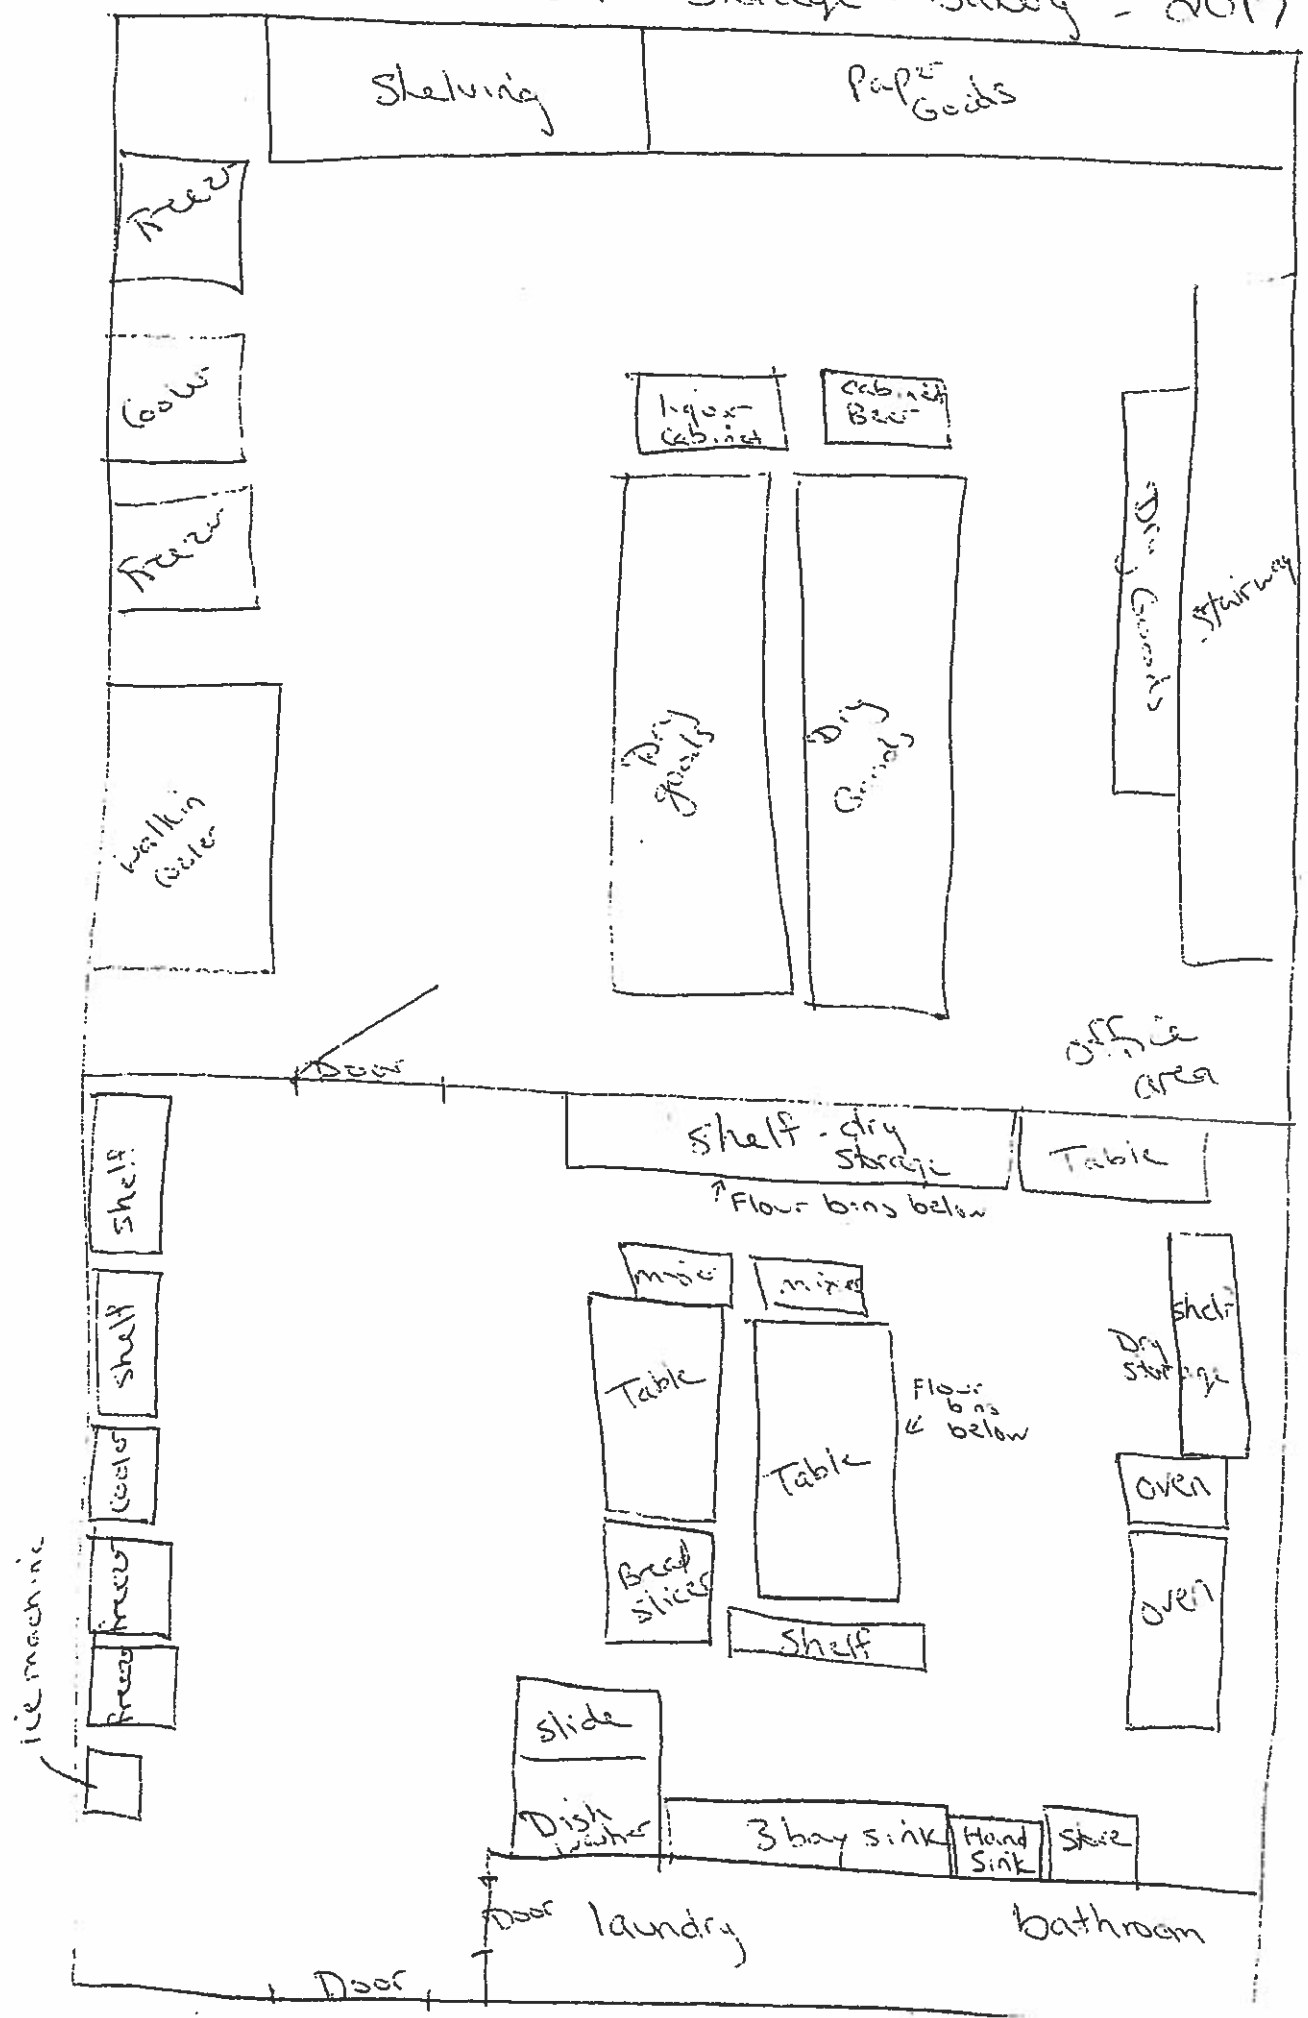 Storage - - 2017
Shelving
Paper
Goods
Freezer
Cooler
liquor
cabinet
cabinet
Beer
Freezer
Dry Goods
stairway
Dry
goods
Dry
Goods
walkin
cooler
office
area
Door
shelf
shelf - dry
storage
Table
↑ Flour bins below
mixer
mixer
shelf
shelf
Dry
storage
Table
Flour
bins
↙ below
cooler
Table
oven
freezer
Bread
slicer
oven
Shelf
freezer
ice machine
slide
Dish
washer
3 bay sink
Hand
Sink
Door
laundry
bathroom
Door